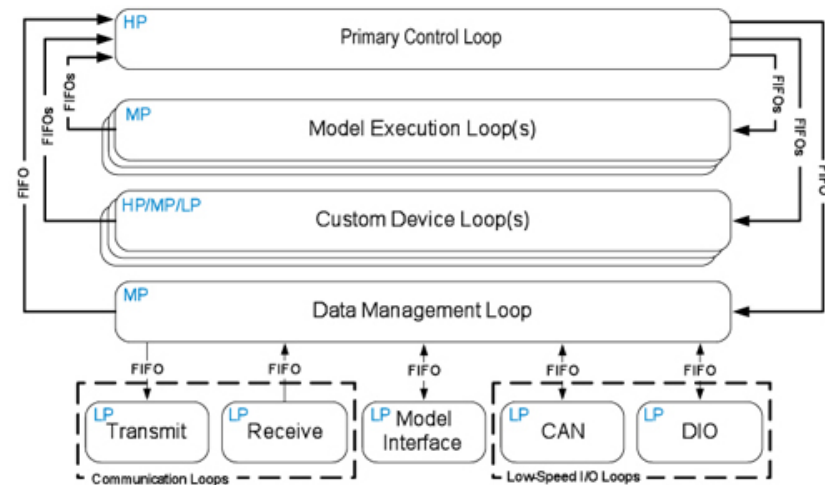 HP
Primary Control Loop
FIFOs
FIFOs
FIFO
FIFOs
FIFOs
FIFO
MP
Model Execution Loop(s)
HP/MP/LP
Custom Device Loop(s)
MP
Data Management Loop
FIFO
FIFO
FIFO
FIFO
FIFO
LP
Transmit
LP
Receive
LP
Model
Interface
LP
CAN
LP
DIO
Communication Loops
Low-Speed I/O Loops